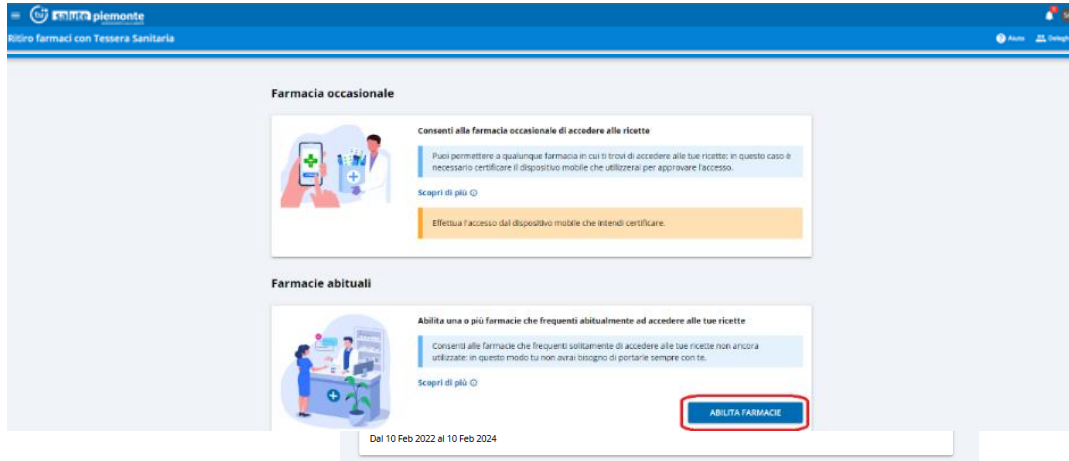 tu salute piemonte
Ritiro farmaci con Tessera Sanitaria
Aiuto
Farmacia occasionale
Consenti alla farmacia occasionale di accedere alle ricette
Puoi permettere a qualunque farmacia in cui ti trovi di accedere alle tue ricette: in questo caso è
necessario certificare il dispositivo mobile che utilizzerai per approvare l'accesso.
Scopri di più
Effettua l'accesso dal dispositivo mobile che intendi certificare.
Farmacie abituali
Abilita una o più farmacie che frequenti abitualmente ad accedere alle tue ricette
Consenti alle farmacie che frequenti solitamente di accedere alle tue ricette non ancora
utilizzate: in questo modo tu non avrai bisogno di portarle sempre con te.
Scopri di più
ABILITA FARMACIE
Dal 10 Feb 2022 al 10 Feb 2024